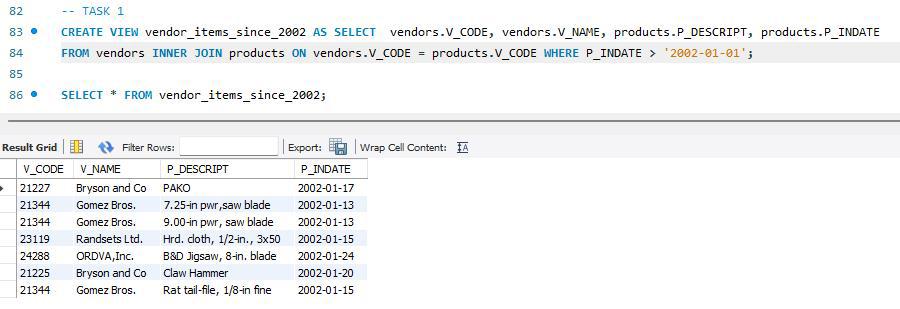 82 -- TASK 1
83 CREATE VIEW vendor_items_since_2002 AS SELECT vendors.V_CODE, vendors.V_NAME, products.P_DESCRIPT, products.P_INDATE
84 FROM vendors INNER JOIN products ON vendors.V_CODE = products.V_CODE WHERE P_INDATE > '2002-01-01';
85
86 SELECT * FROM vendor_items_since_2002;
Result Grid Filter Rows: Export: Wrap Cell Content: IA
V_CODE V_NAME P_DESCRIPT P_INDATE
21227 Bryson and Co PAKO 2002-01-17
21344 Gomez Bros. 7.25-in pwr,saw blade 2002-01-13
21344 Gomez Bros. 9.00-in pwr, saw blade 2002-01-13
23119 Randsets Ltd. Hrd. cloth, 1/2-in., 3x50 2002-01-15
24288 ORDVA,Inc. B&D Jigsaw, 8-in. blade 2002-01-24
21225 Bryson and Co Claw Hammer 2002-01-20
21344 Gomez Bros. Rat tail-file, 1/8-in fine 2002-01-15